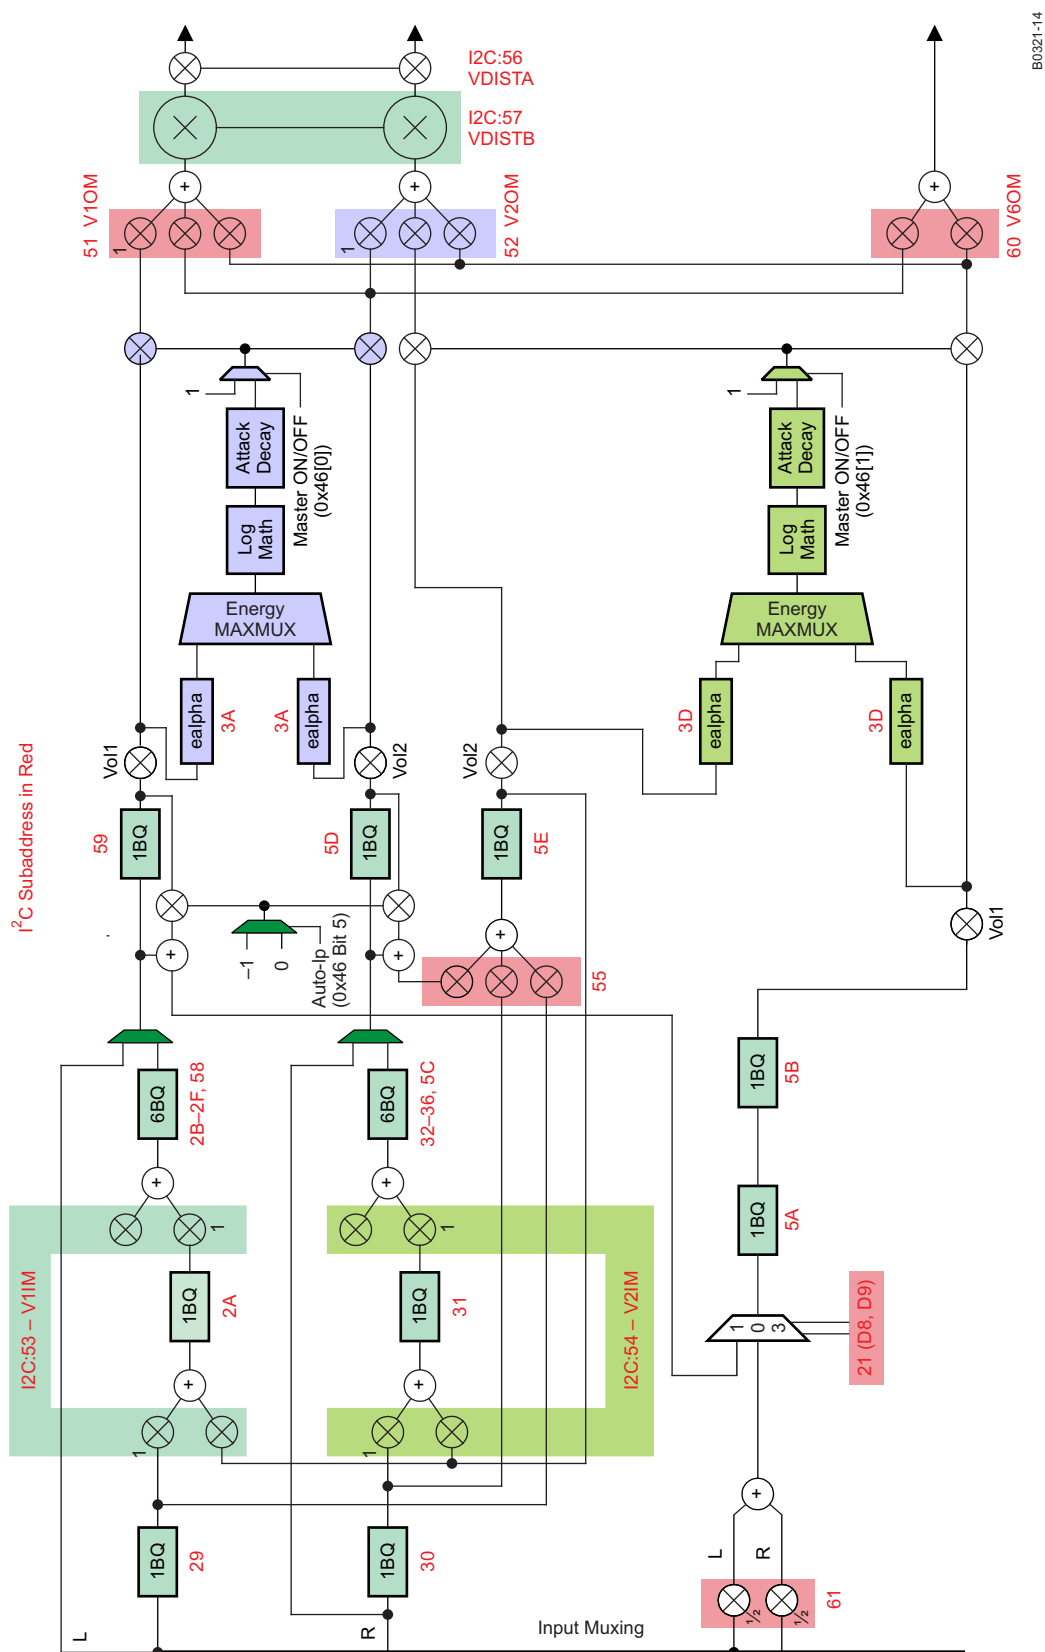 I²C Subaddress in Red
L
I2C:53 – V1IM
1BQ
29
1
1BQ
2A
1
6BQ
2B–2F, 58
59
1BQ
Vol1
ealpha
3A
ealpha
3A
Energy
MAXMUX
Log
Math
Attack
Decay
1
Master ON/OFF
(0x46[0])
51 V1OM
1
–1
0
Auto-lp
(0x46 Bit 5)
R
1BQ
30
1
1BQ
31
1
I2C:54 – V2IM
6BQ
32–36, 5C
5D
1BQ
Vol2
1
52 V2OM
I2C:56
VDISTA
I2C:57
VDISTB
55
1BQ
5E
Vol2
Input Muxing
½
½
61
L
R
1
0
3
21 (D8, D9)
1BQ
5A
1BQ
5B
Vol1
ealpha
3D
ealpha
3D
Energy
MAXMUX
Log
Math
Attack
Decay
1
Master ON/OFF
(0x46[1])
60 V6OM
B0321-14